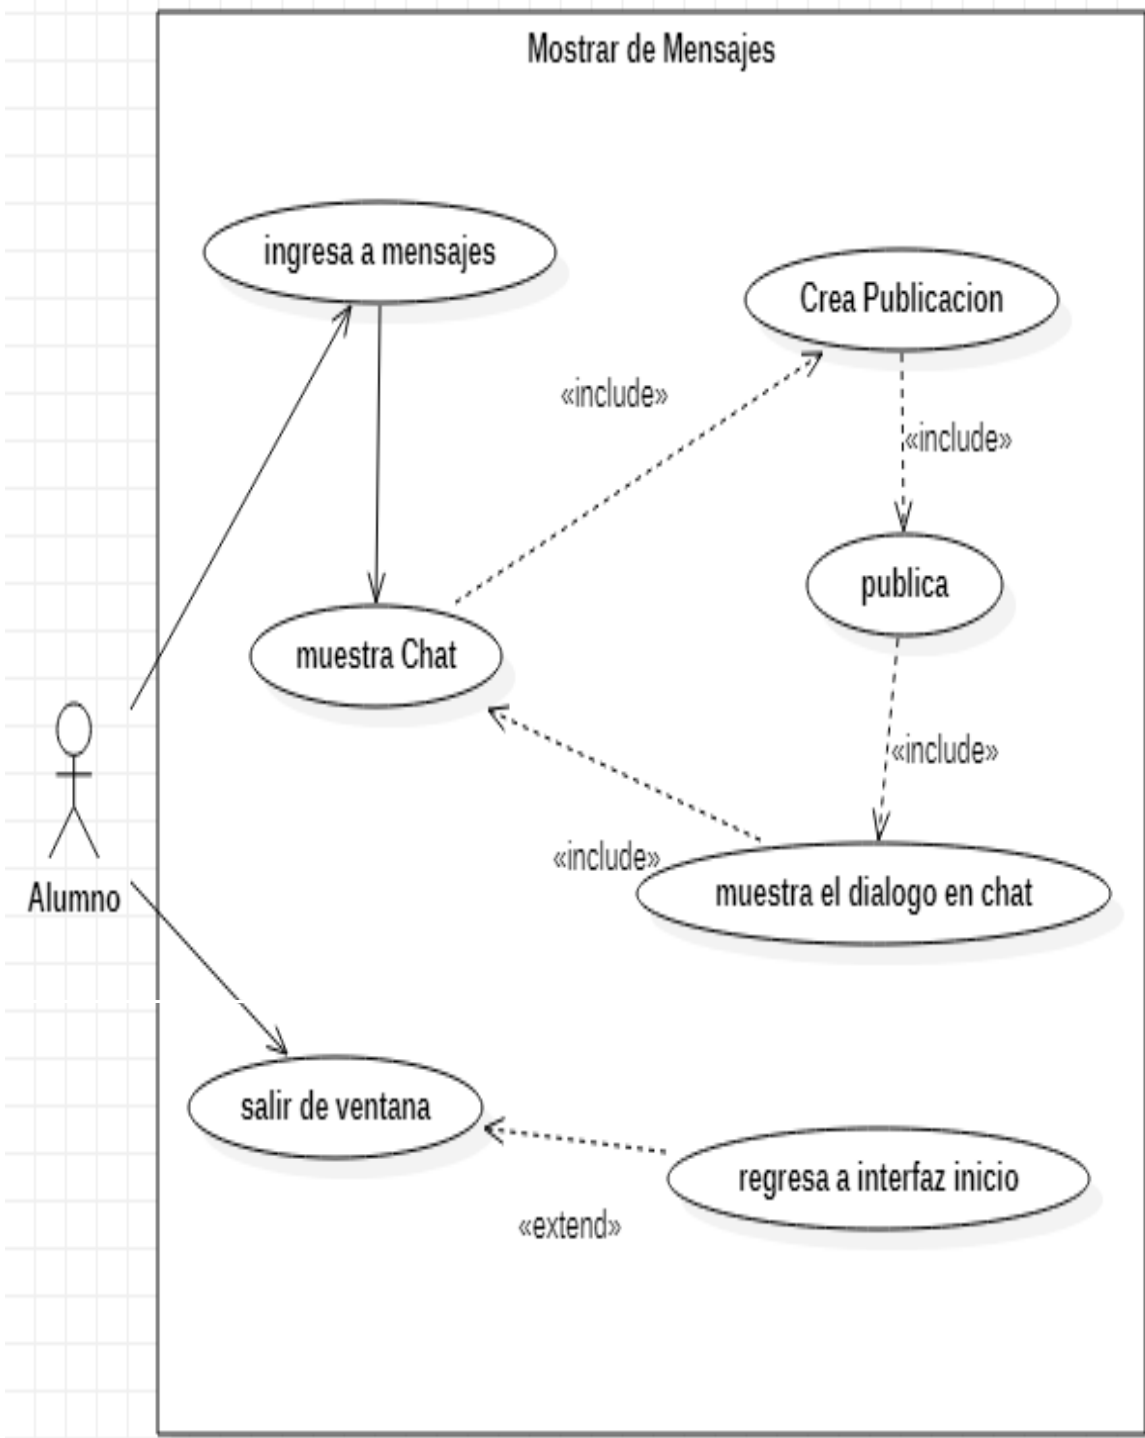 Mostrar de Mensajes
ingresa a mensajes
Crea Publicacion
«include»
«include»
publica
muestra Chat
«include»
«include»
muestra el dialogo en chat
Alumno
salir de ventana
regresa a interfaz inicio
«extend»